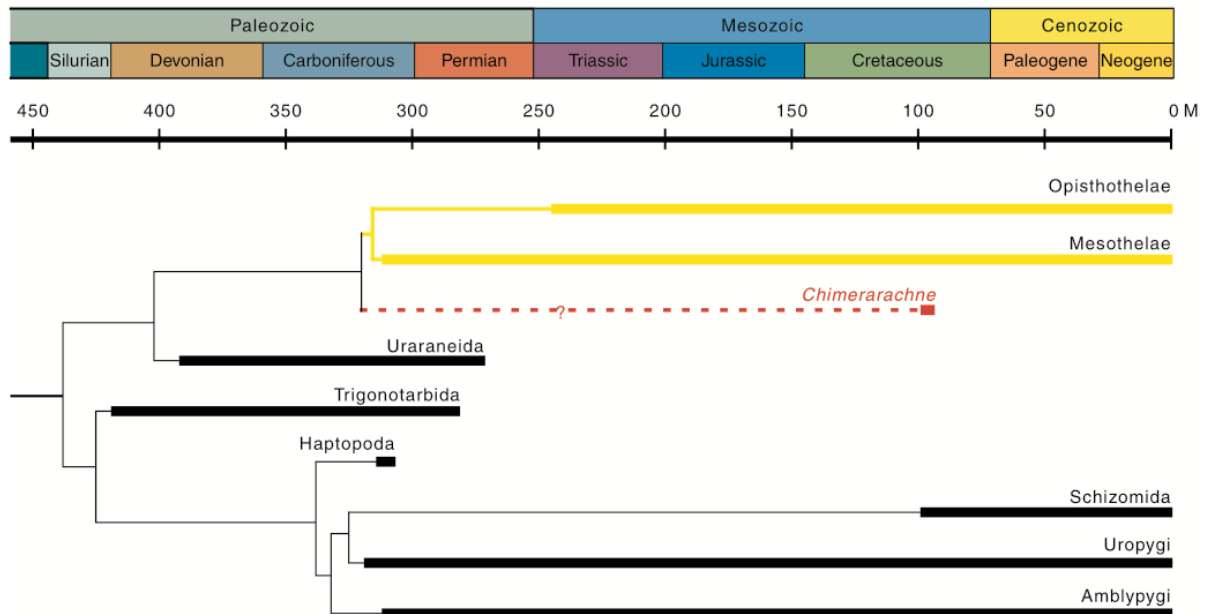 Paleozoic Mesozoic Cenozoic
Silurian Devonian Carboniferous Permian Triassic Jurassic Cretaceous Paleogene Neogene
450 400 350 300 250 200 150 100 50 0 M
Opisthothelae
Mesothelae
Chimerarachne
?
Uraraneida
Trigonotarbida
Haptopoda
Schizomida
Uropygi
Amblypygi